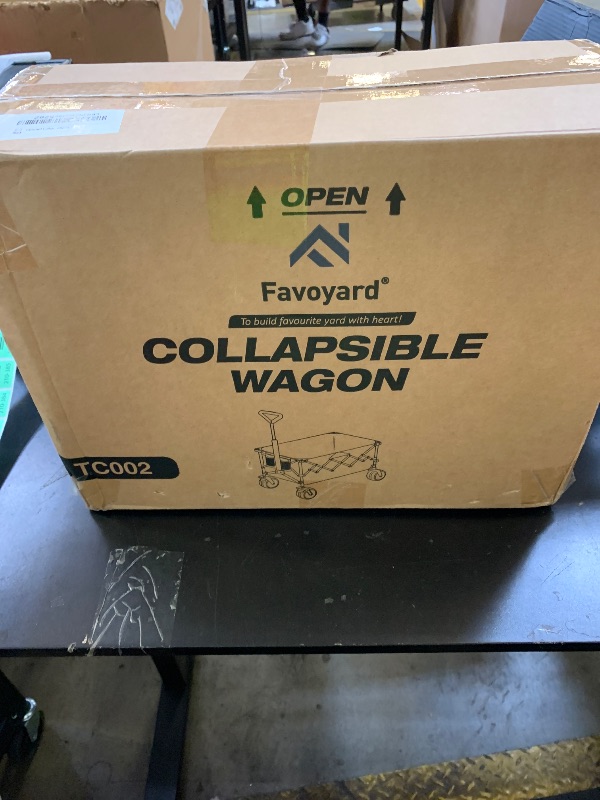 OPEN
Favoyard®
To build favourite yard with heart!
COLLAPSIBLE
WAGON
TC002